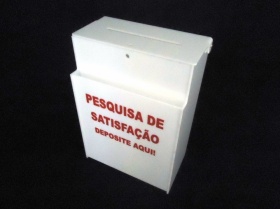 PESQUISA DE
SATISFAÇÃO
DEPOSITE AQUI!